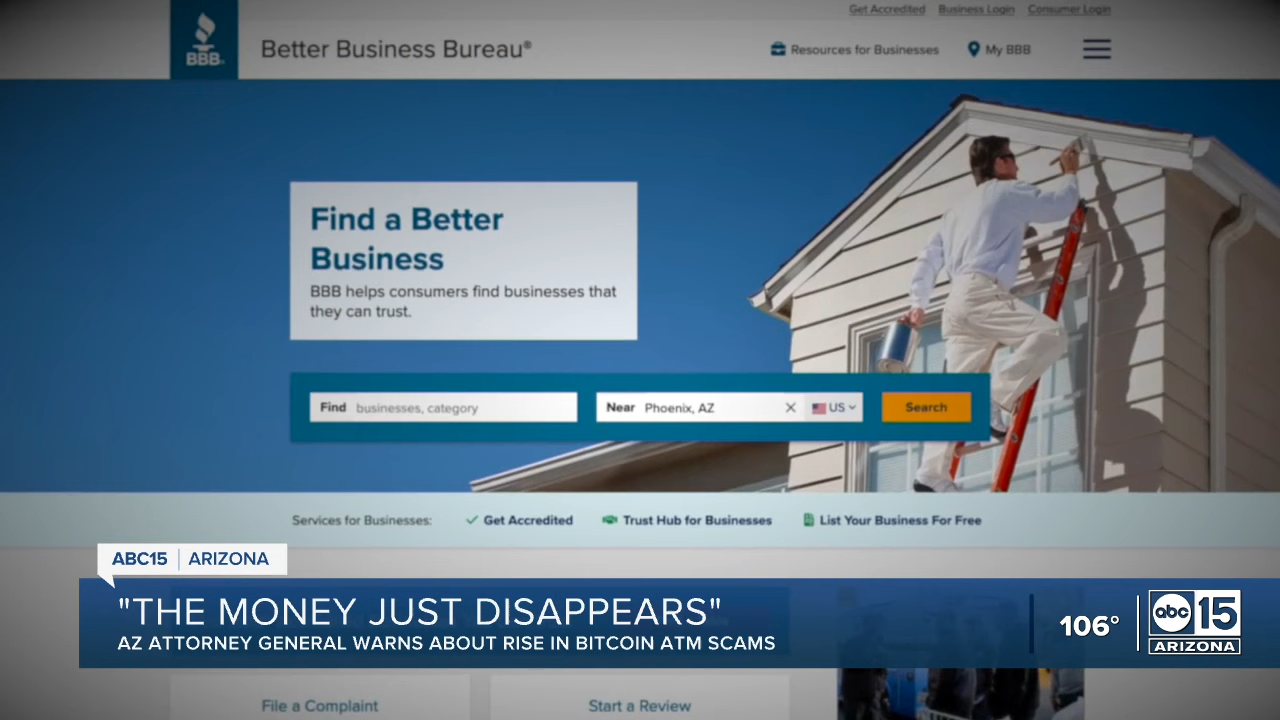 Get Accredited Business Login Consumer Login
BBB.
Better Business Bureau®
Resources for Businesses My BBB
Find a Better
Business
BBB helps consumers find businesses that
they can trust.
Find businesses, category
Near Phoenix, AZ
US
Search
Services for Businesses: Get Accredited Trust Hub for Businesses List Your Business For Free
ABC15 ARIZONA
"THE MONEY JUST DISAPPEARS"
AZ ATTORNEY GENERAL WARNS ABOUT RISE IN BITCOIN ATM SCAMS
106°
abc 15
ARIZONA
File a Complaint
Start a Review